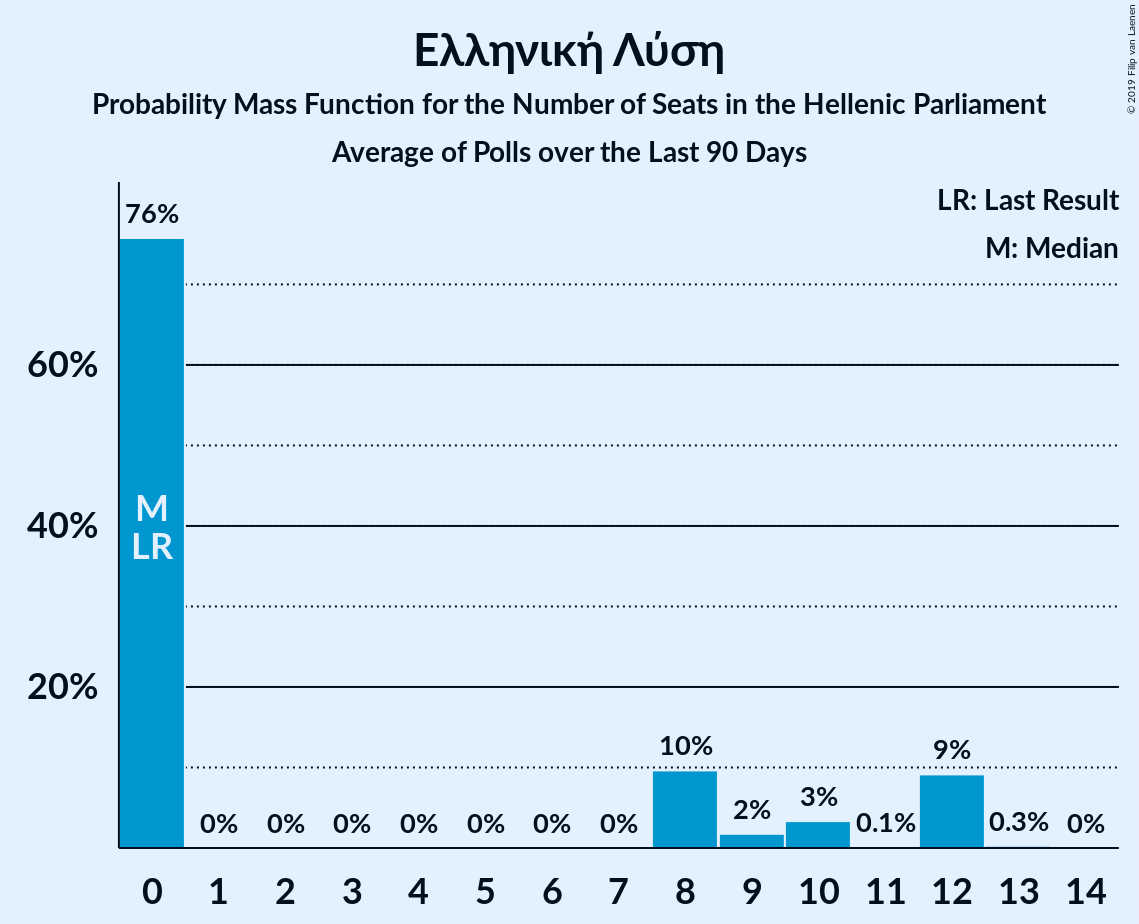 Ελληνική Λύση
Probability Mass Function for the Number of Seats in the Hellenic Parliament
Average of Polls over the Last 90 Days
© 2019 Filip van Laenen
LR: Last Result
M: Median
76%
60%
40%
20%
M
LR
0% 0% 0% 0% 0% 0% 0% 10% 2% 3% 0.1% 9% 0.3% 0%
0 1 2 3 4 5 6 7 8 9 10 11 12 13 14